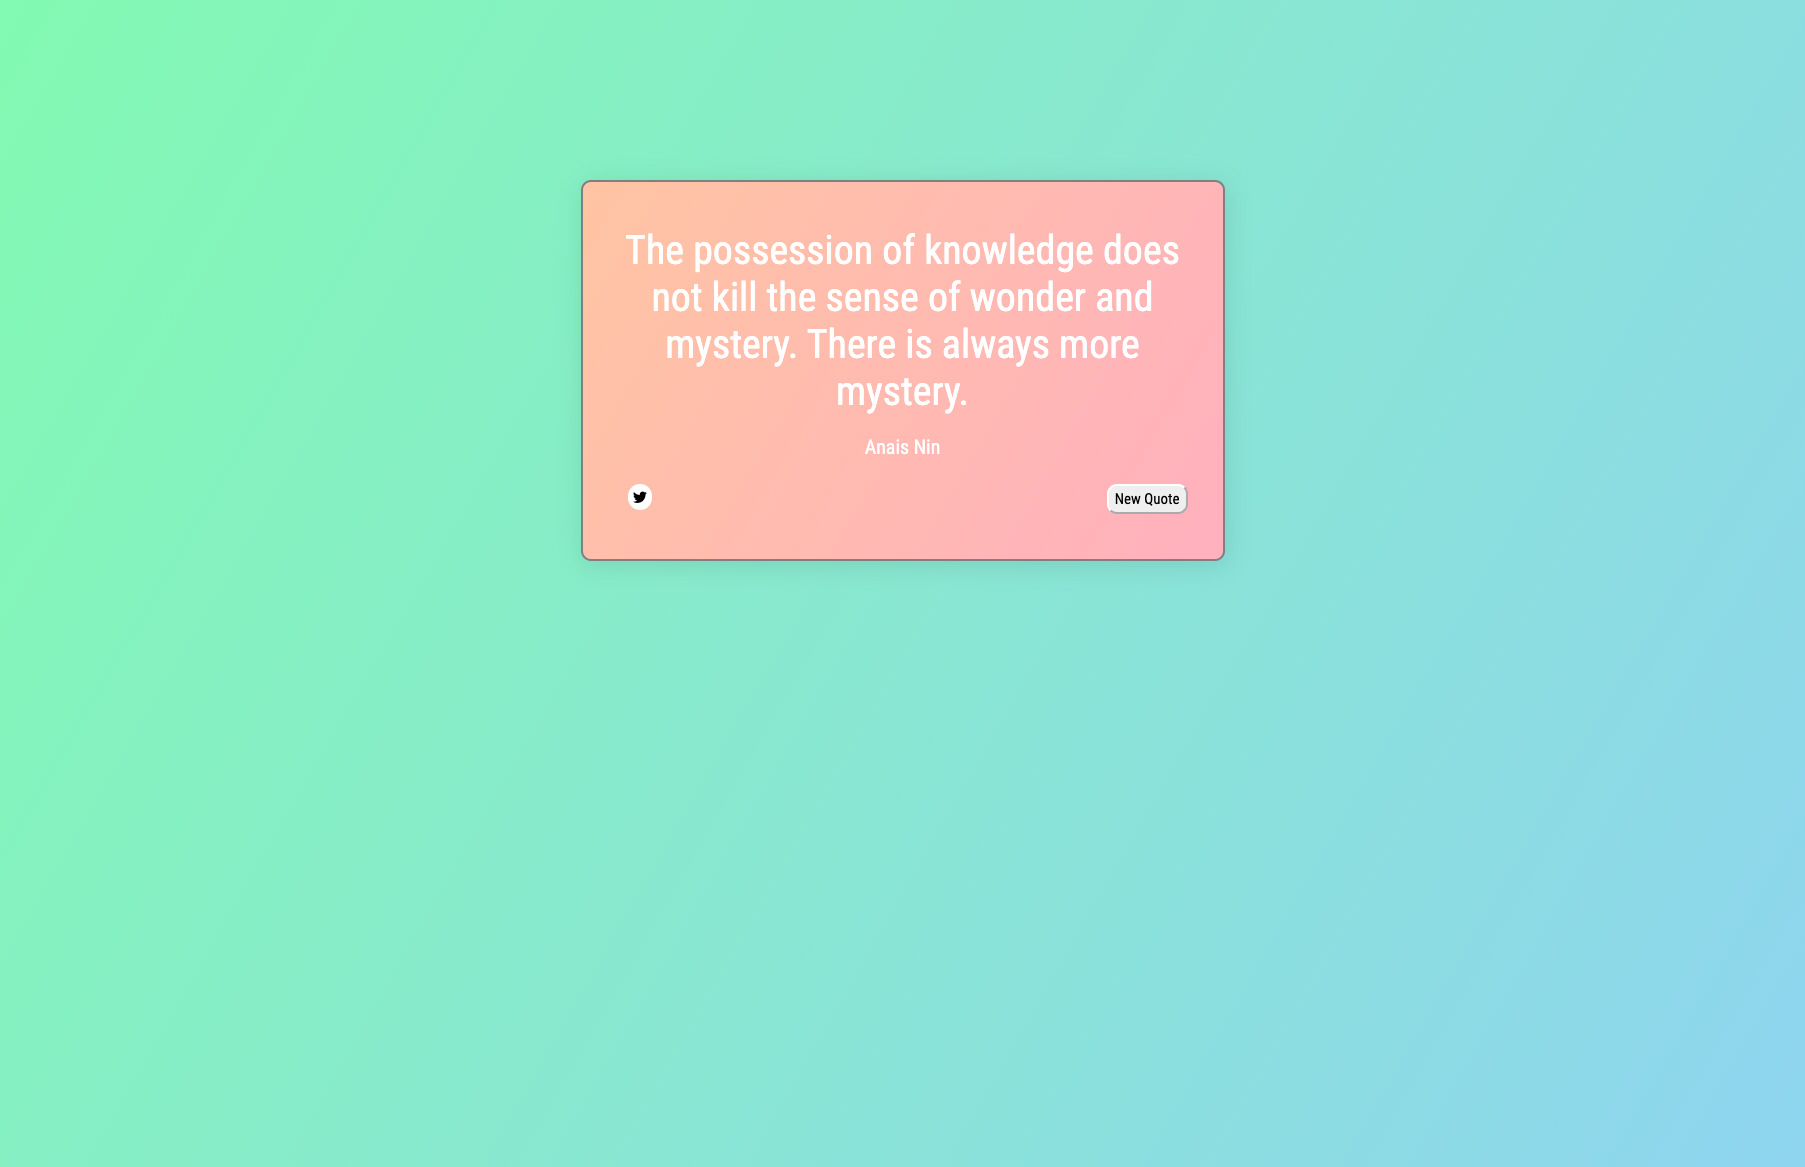 The possession of knowledge does
not kill the sense of wonder and
mystery. There is always more
mystery.
Anais Nin
New Quote